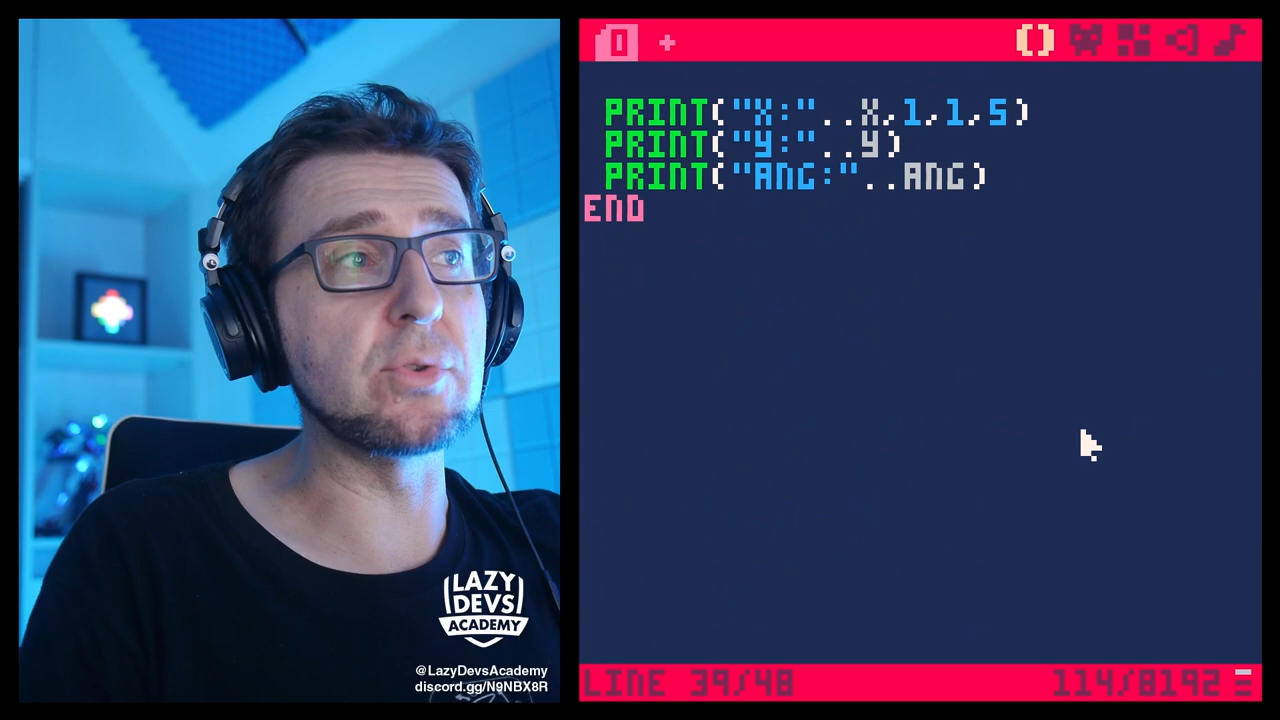 LAZY
DEVS
ACADEMY
@LazyDevsAcademy
discord.gg/N9NBX8R
0 +
PRINT("X:"..X,1,1,5)
PRINT("Y:"..Y)
PRINT("ANG:"..ANG)
END
LINE 39/48
114/8192